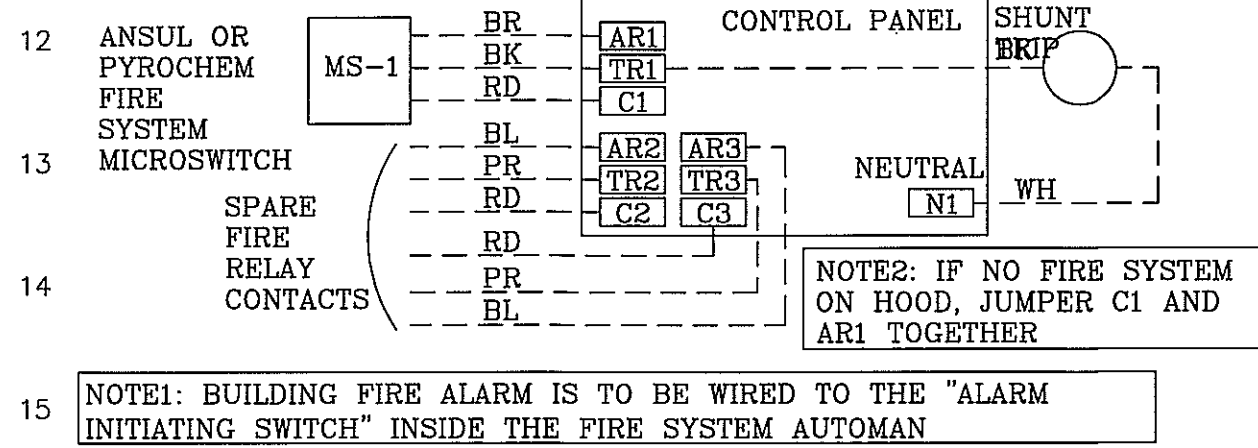 12
ANSUL OR
PYROCHEM
FIRE
SYSTEM
MICROSWITCH
MS-1
BR
BK
RD
AR1
TR1
C1
CONTROL PANEL
SHUNT
TRIP
BK
13
SPARE
FIRE
RELAY
CONTACTS
BL
PR
RD
RD
PR
BL
AR2 AR3
TR2 TR3
C2 C3
NEUTRAL
N1
WH
14
NOTE2: IF NO FIRE SYSTEM
ON HOOD, JUMPER C1 AND
AR1 TOGETHER
15
NOTE1: BUILDING FIRE ALARM IS TO BE WIRED TO THE "ALARM
INITIATING SWITCH" INSIDE THE FIRE SYSTEM AUTOMAN